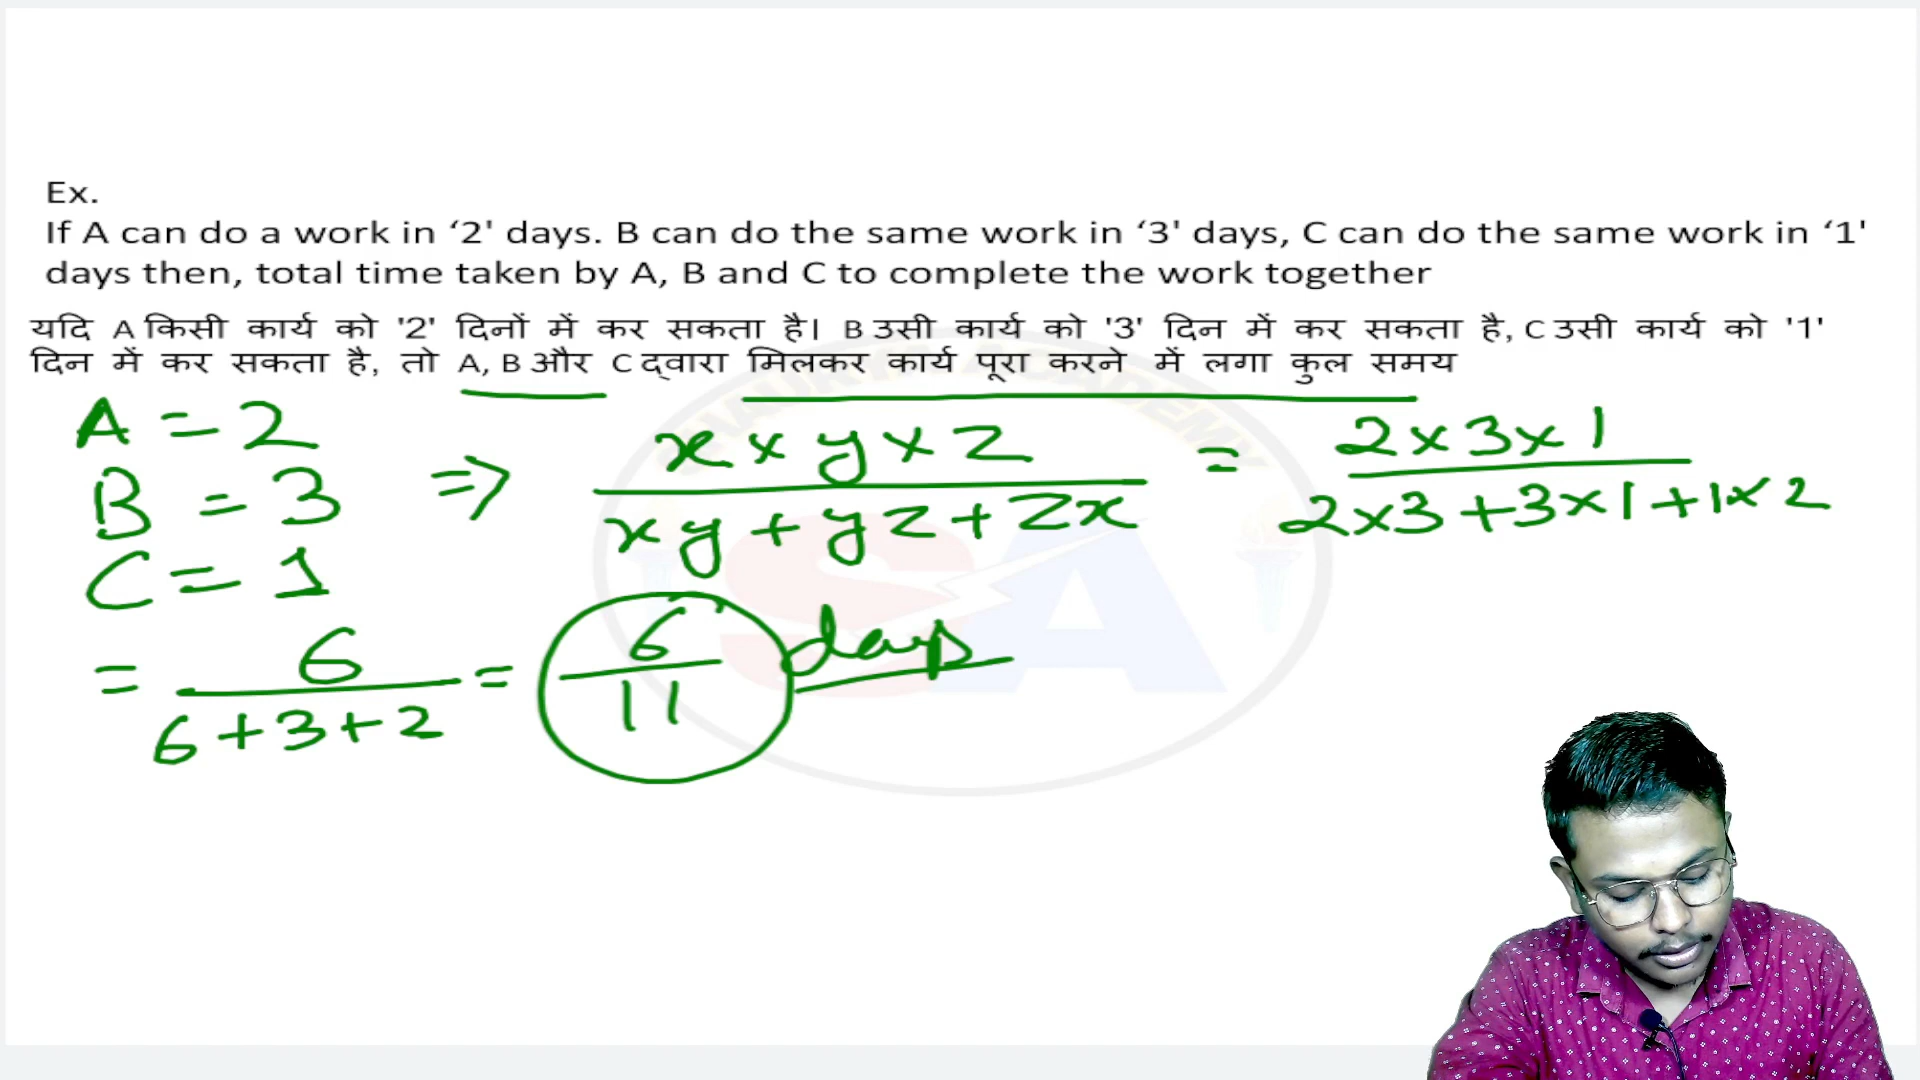 Ex.
If A can do a work in ‘2' days. B can do the same work in ‘3' days, C can do the same work in ‘1'
days then, total time taken by A, B and C to complete the work together
यदि A किसी कार्य को '2' दिनों में कर सकता है। B उसी कार्य को '3' दिन में कर सकता है, C उसी कार्य को '1'
दिन में कर सकता है, तो A, B और C द्वारा मिलकर कार्य पूरा करने में लगा कुल समय
A = 2
B = 3
C = 1
⇒ x × y × z = 2×3×1
xy + yz + zx 2×3+3×1+1×2
= 6 = 6 days
6+3+2 11
SA